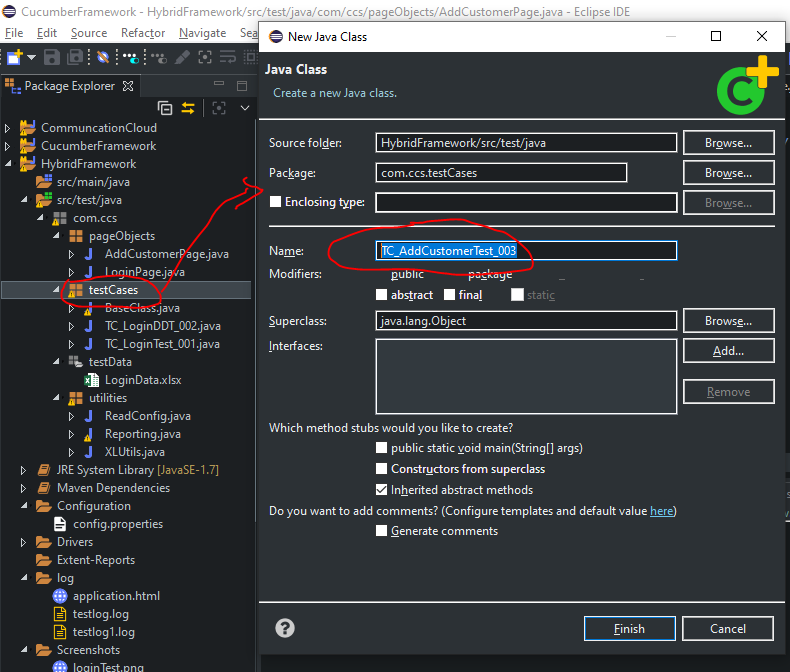 CucumberFramework - HybridFramework/src/test/java/com/ccs/pageObjects/AddCustomerPage.java - Eclipse IDE
File Edit Source Refactor Navigate Sea
Package Explorer
CommuncationCloud
CucumberFramework
HybridFramework
src/main/java
src/test/java
com.ccs
pageObjects
AddCustomerPage.java
LoginPage.java
testCases
BaseClass.java
TC_LoginDDT_002.java
TC_LoginTest_001.java
testData
LoginData.xlsx
utilities
ReadConfig.java
Reporting.java
XLUtils.java
JRE System Library [JavaSE-1.7]
Maven Dependencies
Configuration
config.properties
Drivers
Extent-Reports
log
application.html
testlog.log
testlog1.log
Screenshots
loginTest.png
New Java Class
Java Class
Create a new Java class.
Source folder: HybridFramework/src/test/java Browse...
Package: com.ccs.testCases Browse...
Enclosing type: Browse...
Name: TC_AddCustomerTest_003
Modifiers: public package
abstract final static
Superclass: java.lang.Object Browse...
Interfaces: Add...
Remove
Which method stubs would you like to create?
public static void main(String[] args)
Constructors from superclass
Inherited abstract methods
Do you want to add comments? (Configure templates and default value here)
Generate comments
? Finish Cancel